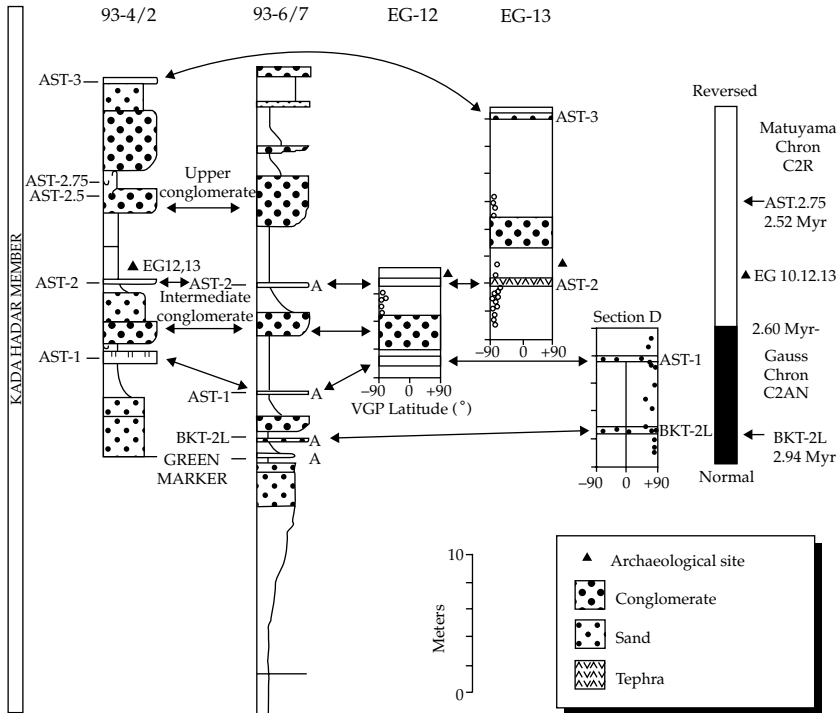 93-4/2
93-6/7
EG-12
EG-13
AST-3
AST-3
Reversed
Matuyama
Chron
C2R
AST-2.75
AST-2.5
Upper
conglomerate
AST.2.75
2.52 Myr
EG12,13
AST-2
AST-2
A
AST-2
EG 10.12.13
Intermediate
conglomerate
Section D
2.60 Myr-
AST-1
AST-1
A
−90
0
+90
VGP Latitude (°)
−90
0
+90
AST-1
Gauss
Chron
C2AN
BKT-2L
A
BKT-2L
BKT-2L
2.94 Myr
GREEN
MARKER
A
−90
0
+90
Normal
KADA HADAR MEMBER
10
Meters
0
Archaeological site
Conglomerate
Sand
Tephra